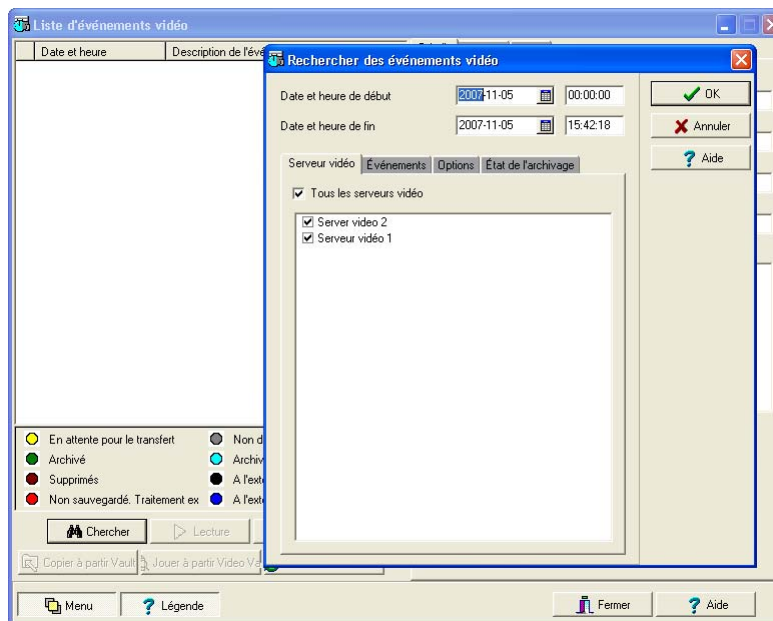 Liste d'événements vidéo
Date et heure
Description de l'évé
Rechercher des événements vidéo
Date et heure de début
2007-11-05
00:00:00
Date et heure de fin
2007-11-05
15:42:18
OK
Annuler
Aide
Serveur vidéo
Événements
Options
État de l'archivage
Tous les serveurs vidéo
Server video 2
Serveur vidéo 1
En attente pour le transfert
Non d
Archivé
Archiv
Supprimés
A l'exté
Non sauvegardé. Traitement ex
A l'exté
Chercher
Lecture
Copier à partir Vault
Jouer à partir Video Va
Menu
Légende
Fermer
Aide